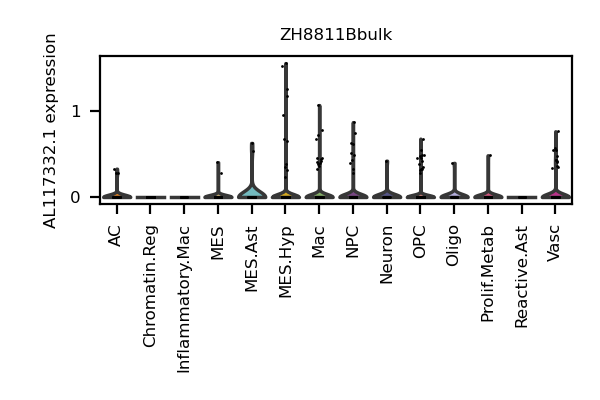 ZH8811Bbulk
AL117332.1 expression
1
0
AC
Chromatin.Reg
Inflammatory.Mac
MES
MES.Ast
MES.Hyp
Mac
NPC
Neuron
OPC
Oligo
Prolif.Metab
Reactive.Ast
Vasc